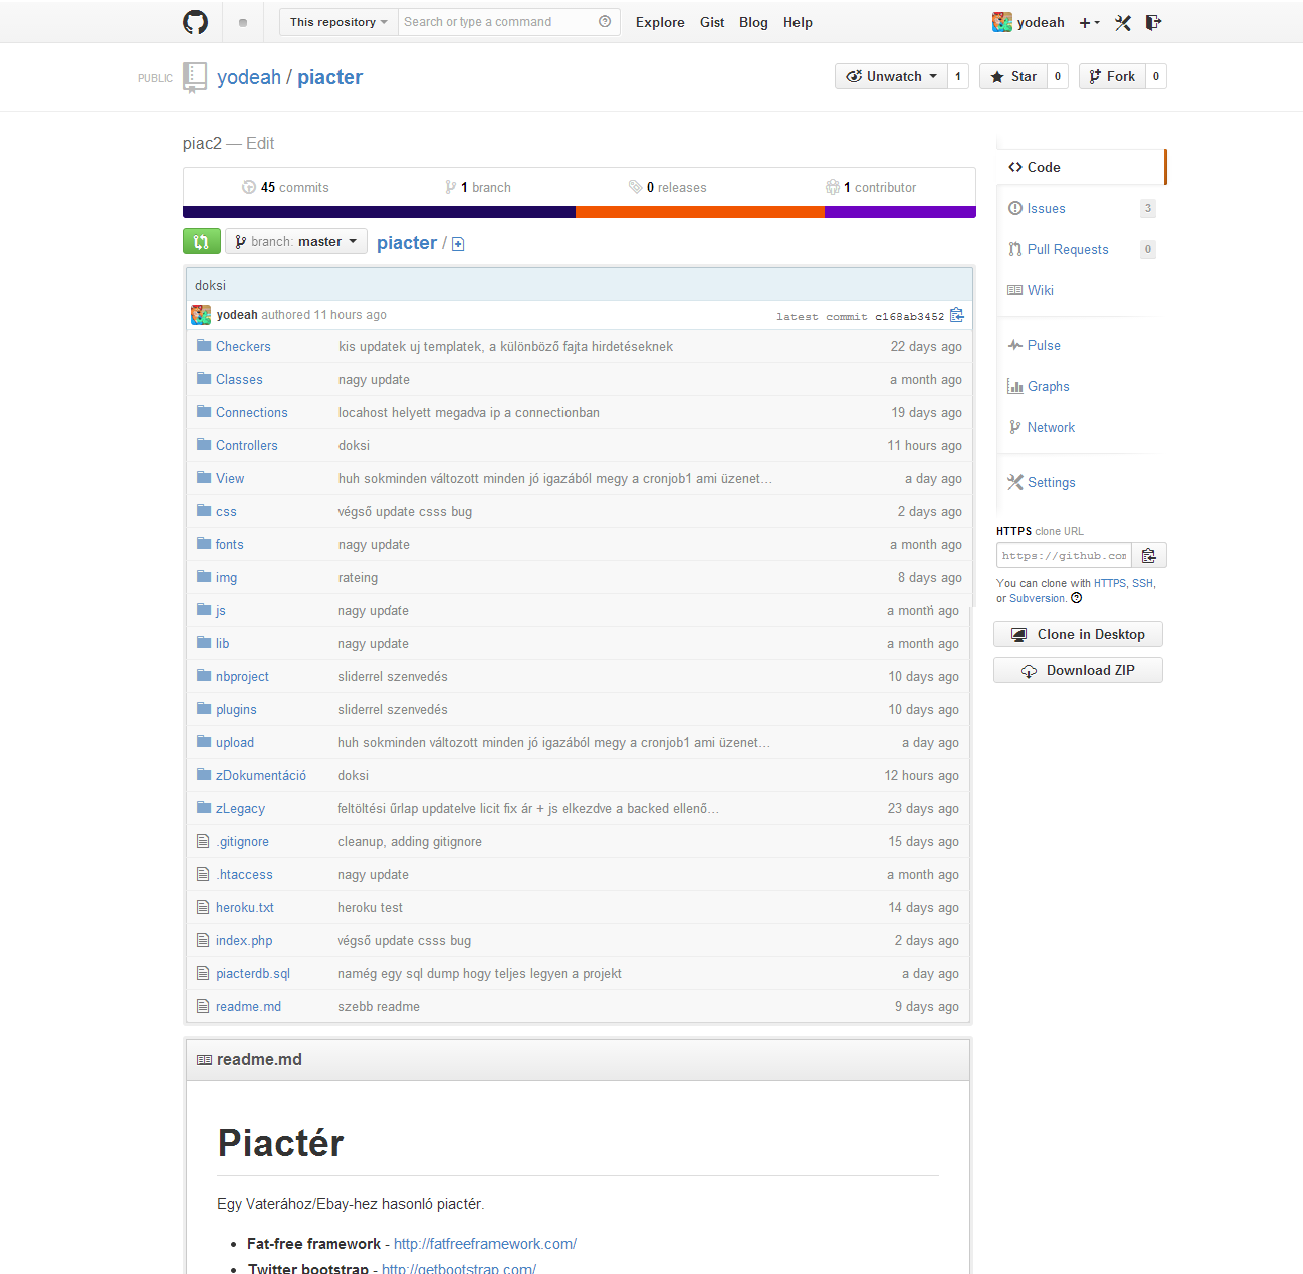 This repository Search or type a command Explore Gist Blog Help yodeah
PUBLIC yodeah / piacter Unwatch 1 Star 0 Fork 0
piac2 — Edit
45 commits 1 branch 0 releases 1 contributor
branch: master piacter /
doksi
yodeah authored 11 hours ago latest commit c168ab3452
Checkers kis updatek uj templatek, a különböző fajta hirdetéseknek 22 days ago
Classes nagy update a month ago
Connections locahost helyett megadva ip a connectionban 19 days ago
Controllers doksi 11 hours ago
View huh sokminden változott minden jó igazából megy a cronjob1 ami üzenet… a day ago
css végső update csss bug 2 days ago
fonts nagy update a month ago
img rateing 8 days ago
js nagy update a month ago
lib nagy update a month ago
nbproject sliderrel szenvedés 10 days ago
plugins sliderrel szenvedés 10 days ago
upload huh sokminden változott minden jó igazából megy a cronjob1 ami üzenet… a day ago
zDokumentáció doksi 12 hours ago
zLegacy feltöltési űrlap updatelve licit fix ár + js elkezdve a backed ellenő… 23 days ago
.gitignore cleanup, adding gitignore 15 days ago
.htaccess nagy update a month ago
heroku.txt heroku test 14 days ago
index.php végső update csss bug 2 days ago
piacterdb.sql namég egy sql dump hogy teljes legyen a projekt a day ago
readme.md szebb readme 9 days ago
Code
Issues 3
Pull Requests 0
Wiki
Pulse
Graphs
Network
Settings
HTTPS clone URL
https://github.com
You can clone with HTTPS, SSH,
or Subversion.
Clone in Desktop
Download ZIP
readme.md
Piactér
Egy Vaterához/Ebay-hez hasonló piactér.
• Fat-free framework - http://fatfreeframework.com/
• Twitter bootstrap - http://getbootstrap.com/